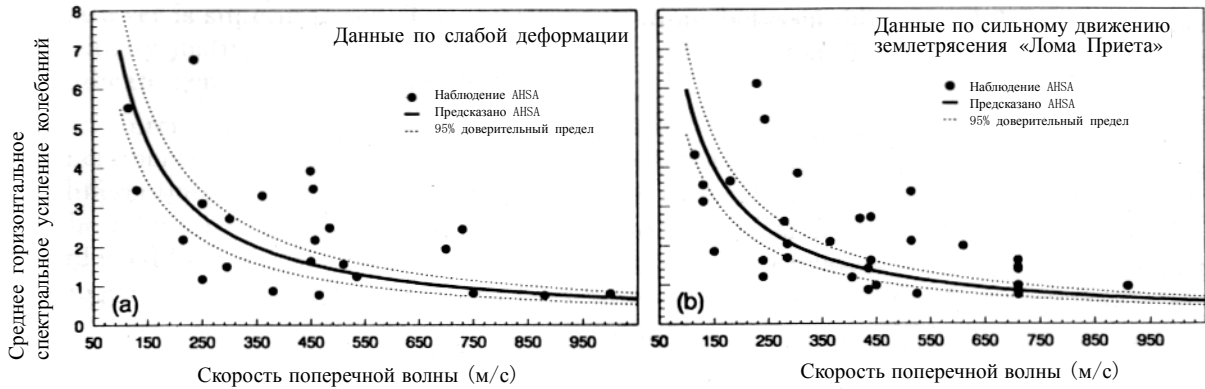 Среднее горизонтальное
спектральное усиление колебаний
8
7
6
5
4
3
2
1
0
Данные по слабой деформации
Наблюдение AHSA
Предсказано AHSA
95% доверительный предел
(a)
50 150 250 350 450 550 650 750 850 950
Скорость поперечной волны (м/с)
Данные по сильному движению
землетрясения «Лома Приета»
Наблюдение AHSA
Предсказано AHSA
95% доверительный предел
(b)
50 150 250 350 450 550 650 750 850 950
Скорость поперечной волны (м/с)